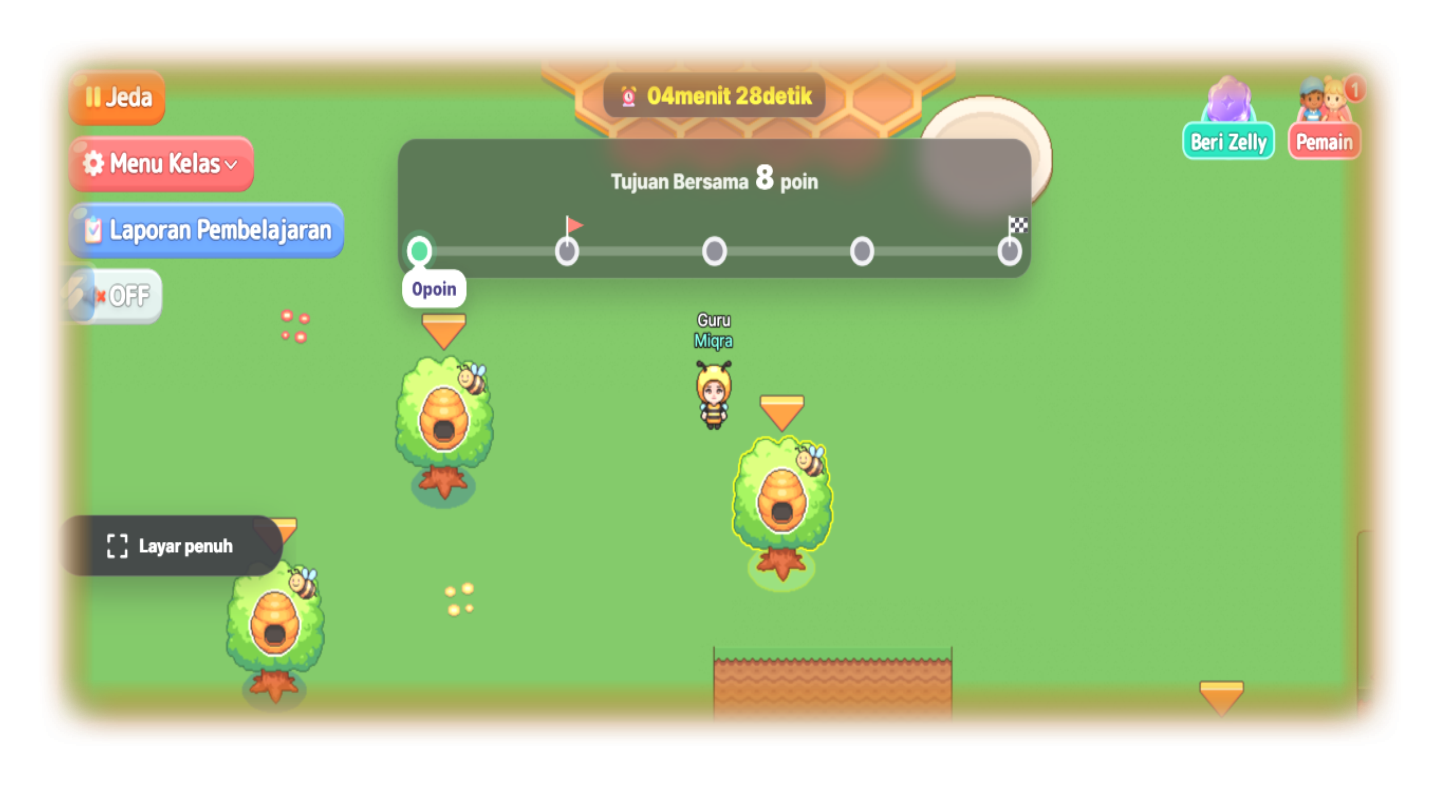 Jeda
04menit 28detik
Beri Zelly
Pemain
1
Menu Kelas
Tujuan Bersama 8 poin
Laporan Pembelajaran
OFF
0poin
Guru
Miqra
Layar penuh